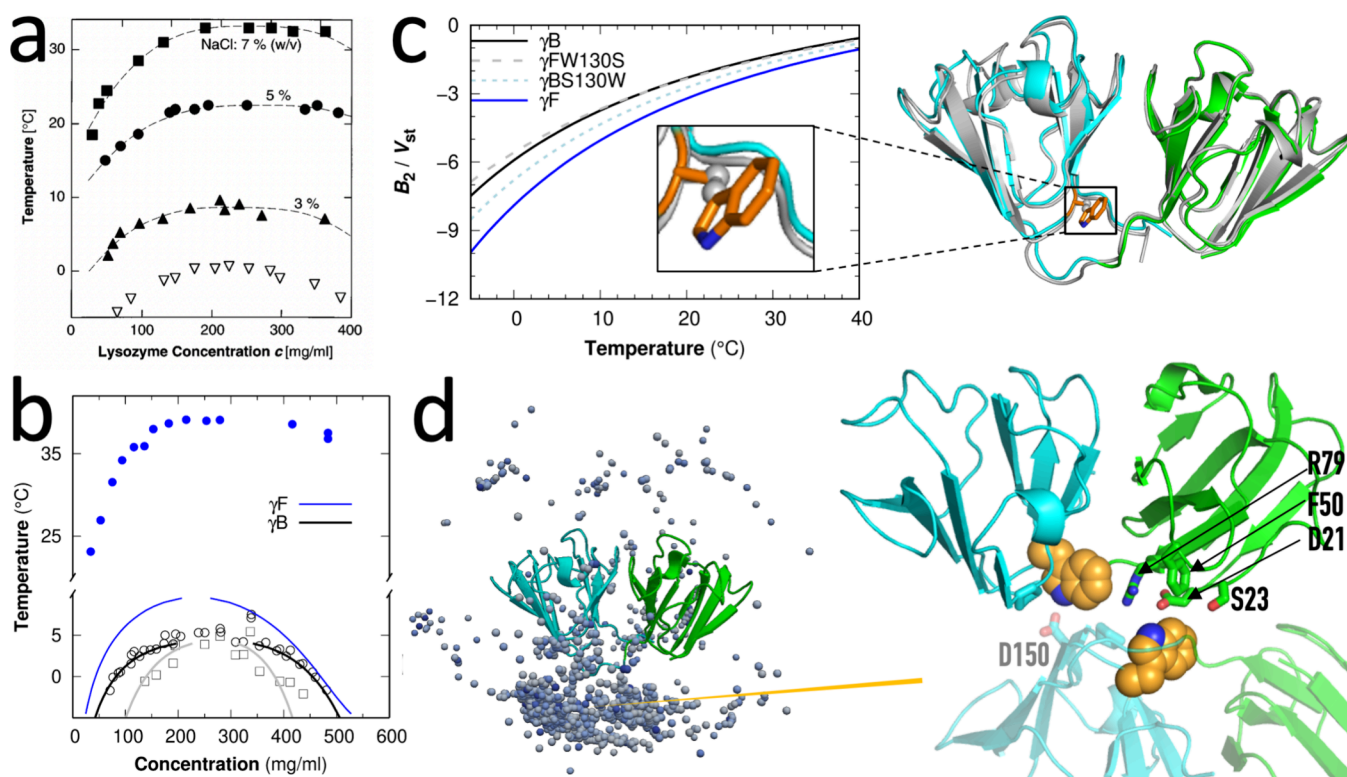 a
Temperature [°C]
30
20
10
0
NaCl: 7 % (w/v)
5 %
3 %
0
100
200
300
400
Lysozyme Concentration c [mg/ml]
c
B2 / Vst
0
−3
−6
−9
−12
γB
γFW130S
γBS130W
γF
0
10
20
30
40
Temperature (°C)
b
Temperature (°C)
35
25
5
0
γF
γB
0
100
200
300
400
500
600
Concentration (mg/ml)
d
R79
F50
D21
S23
D150